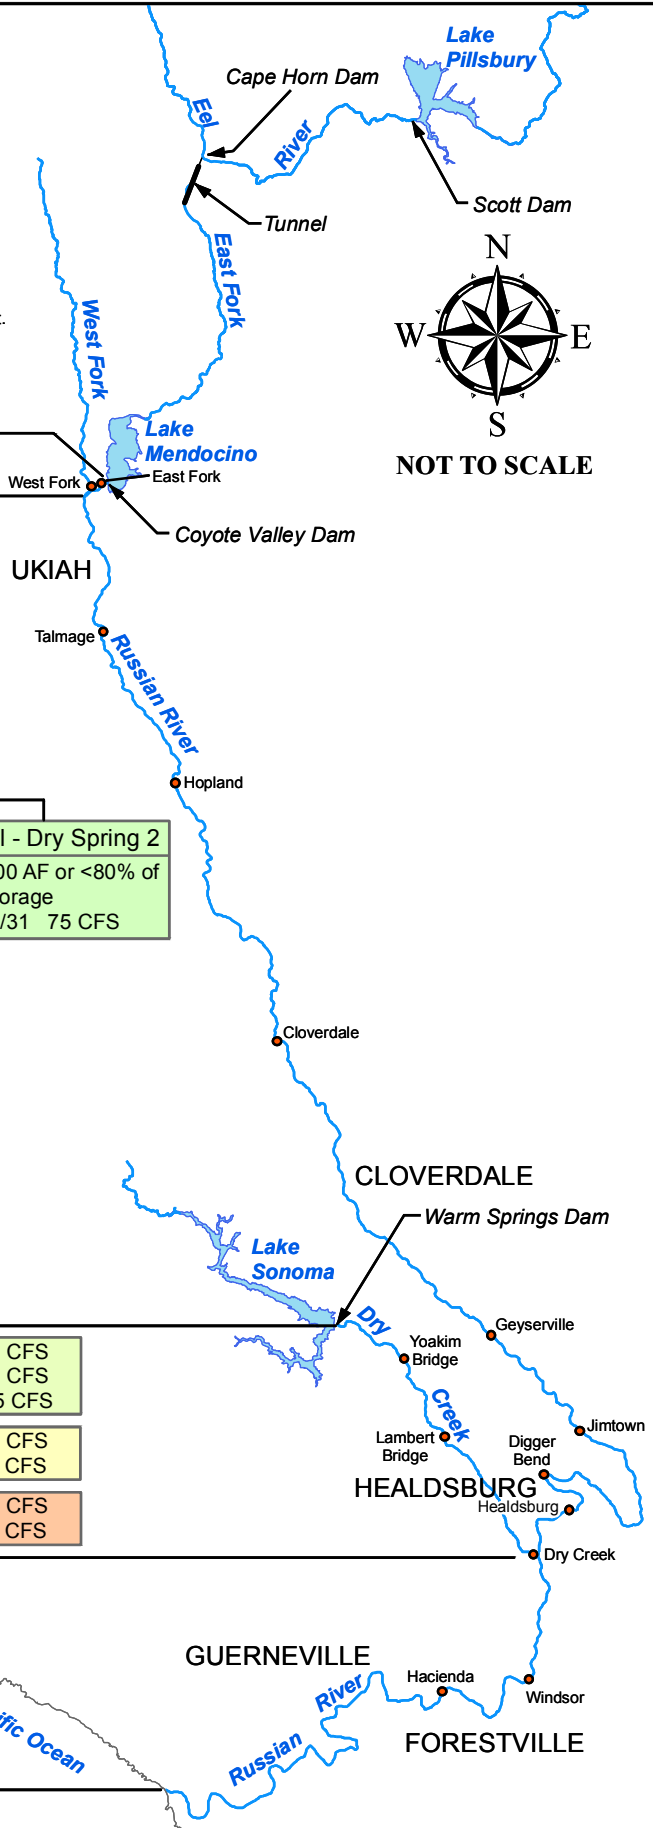 Lake
Pillsbury
Cape Horn Dam
Eel
River
Scott Dam
Tunnel
East Fork
N
W
E
S
NOT TO SCALE
West Fork
Lake
Mendocino
West Fork
East Fork
Coyote Valley Dam
UKIAH
Talmage
Russian River
Hopland
l - Dry Spring 2
00 AF or <80% of
orage
/31 75 CFS
Cloverdale
CLOVERDALE
Warm Springs Dam
Lake
Sonoma
Dry
Creek
Geyserville
Yoakim
Bridge
CFS
CFS
5 CFS
Jimtown
Lambert
Bridge
Digger
Bend
CFS
CFS
HEALDSBURG
Healdsburg
CFS
CFS
Dry Creek
GUERNEVILLE
Hacienda
River
Windsor
Russian
FORESTVILLE
ific Ocean